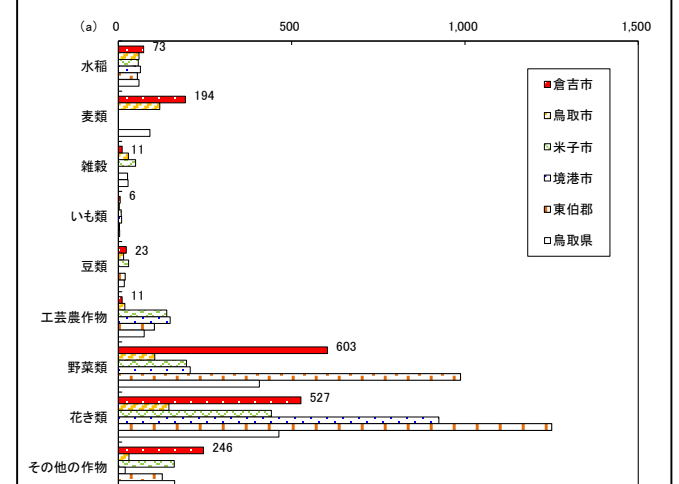 (a)
0 500 1,000 1,500
水稲 73
麦類 194
雑穀 11
いも類 6
豆類 23
工芸農作物 11
野菜類 603
花き類 527
その他の作物 246
倉吉市
鳥取市
米子市
境港市
東伯郡
鳥取県